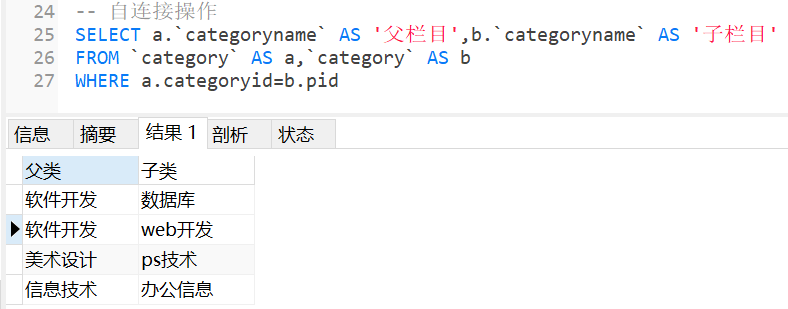 24 -- 自连接操作
25 SELECT a.`categoryname` AS '父栏目',b.`categoryname` AS '子栏目'
26 FROM `category` AS a,`category` AS b
27 WHERE a.categoryid=b.pid
信息 摘要 结果 1 剖析 状态
父类 子类
软件开发 数据库
软件开发 web开发
美术设计 ps技术
信息技术 办公信息